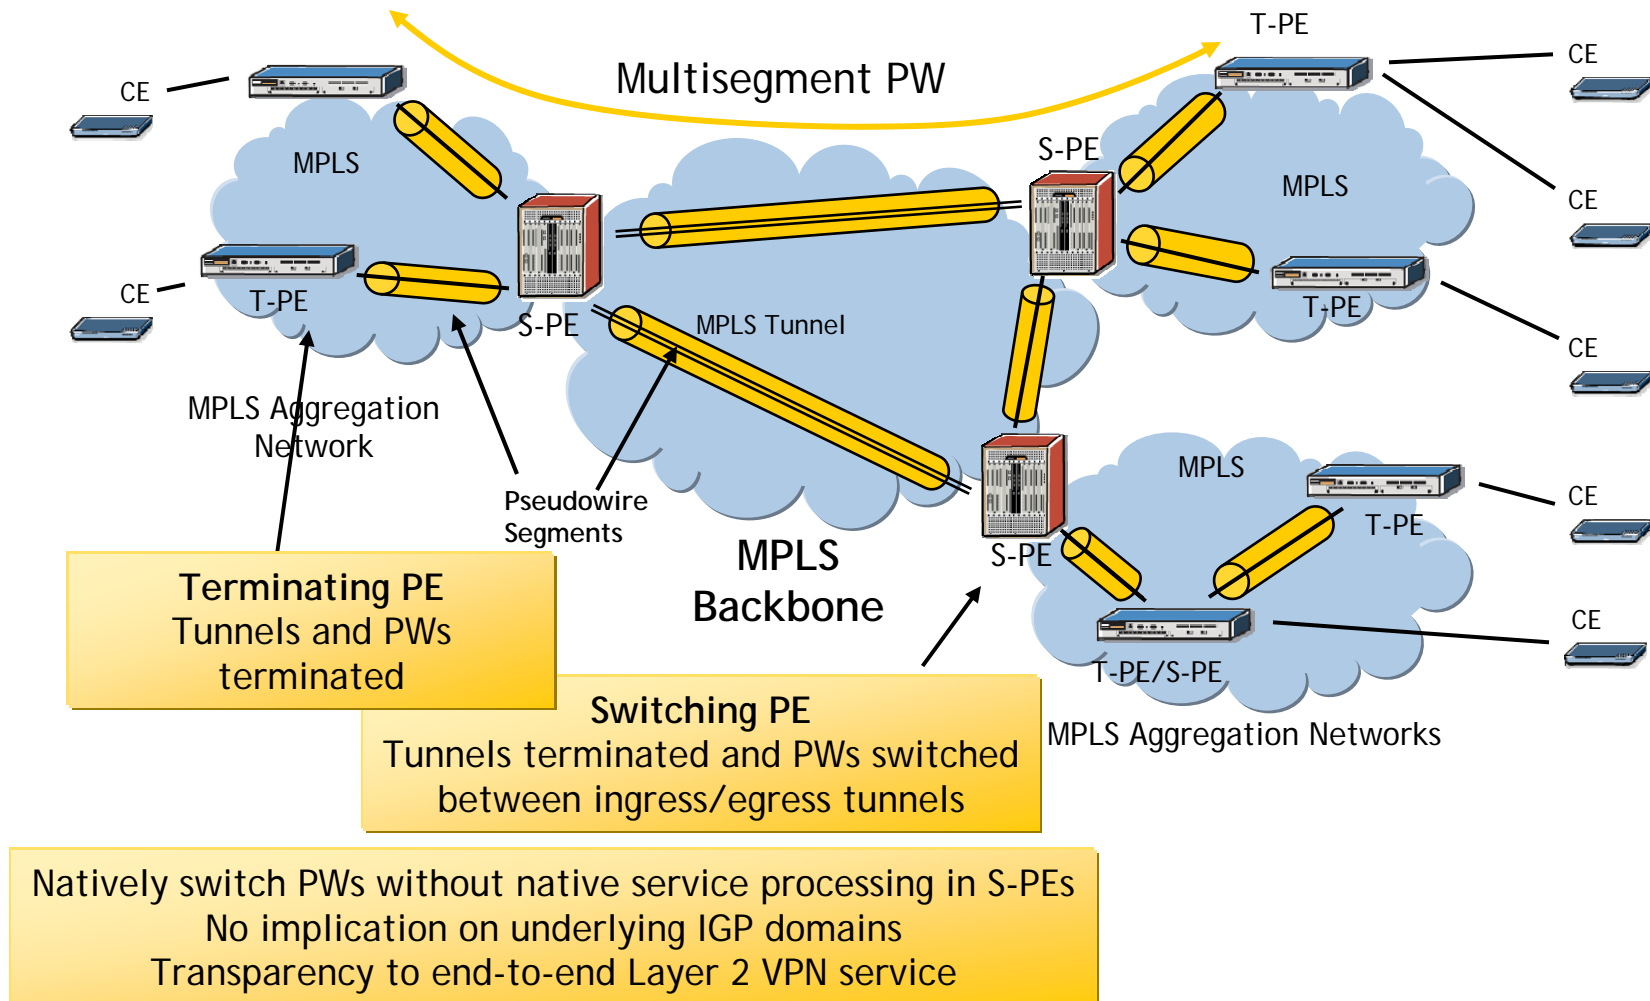 T-PE
Multisegment PW
CE
CE
MPLS
S-PE
MPLS
CE
CE
T-PE
S-PE
MPLS Tunnel
T-PE
CE
MPLS Aggregation
Network
MPLS
Pseudowire
Segments
CE
T-PE
S-PE
MPLS
Backbone
Terminating PE
Tunnels and PWs
terminated
CE
T-PE/S-PE
Switching PE
Tunnels terminated and PWs switched
between ingress/egress tunnels
MPLS Aggregation Networks
Natively switch PWs without native service processing in S-PEs
No implication on underlying IGP domains
Transparency to end-to-end Layer 2 VPN service